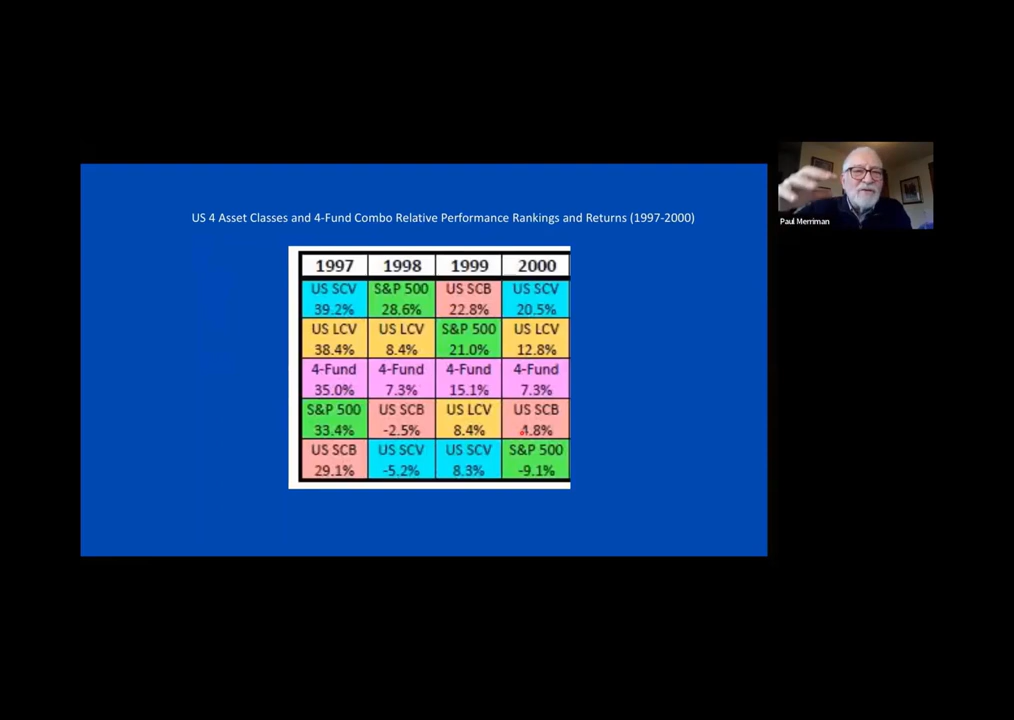 US 4 Asset Classes and 4-Fund Combo Relative Performance Rankings and Returns (1997-2000)
1997 1998 1999 2000
US SCV S&P 500 US SCB US SCV
39.2% 28.6% 22.8% 20.5%
US LCV US LCV S&P 500 US LCV
38.4% 8.4% 21.0% 12.8%
4-Fund 4-Fund 4-Fund 4-Fund
35.0% 7.3% 15.1% 7.3%
S&P 500 US SCB US LCV US SCB
33.4% -2.5% 8.4% 4.8%
US SCB US SCV US SCV S&P 500
29.1% -5.2% 8.3% -9.1%
Paul Merriman